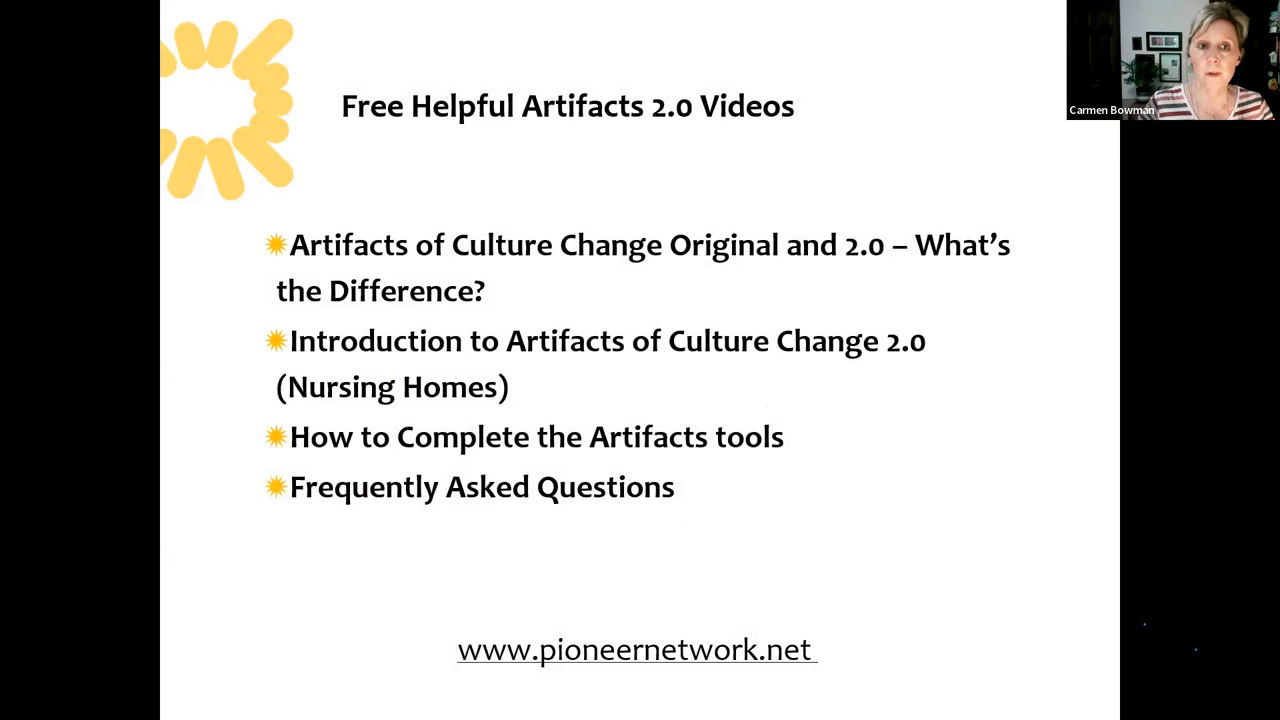 Free Helpful Artifacts 2.0 Videos
Carmen Bowman
Artifacts of Culture Change Original and 2.0 – What’s
the Difference?
Introduction to Artifacts of Culture Change 2.0
(Nursing Homes)
How to Complete the Artifacts tools
Frequently Asked Questions
www.pioneernetwork.net